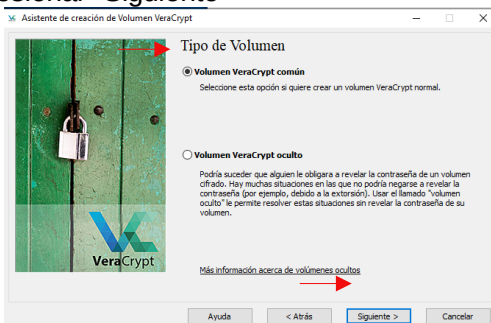 Siguiente
Asistente de creación de Volumen VeraCrypt
Tipo de Volumen
Volumen VeraCrypt común
Seleccione esta opción si quiere crear un volumen VeraCrypt normal.
Volumen VeraCrypt oculto
Podría suceder que alguien le obligara a revelar la contraseña de un volumen
cifrado. Hay muchas situaciones en las que no podría negarse a revelar la
contraseña (por ejemplo, debido a la extorsión). Usar el llamado "volumen
oculto" le permite resolver estas situaciones sin revelar la contraseña de su
volumen.
VeraCrypt
Más información acerca de volúmenes ocultos
Ayuda
< Atrás
Siguiente >
Cancelar